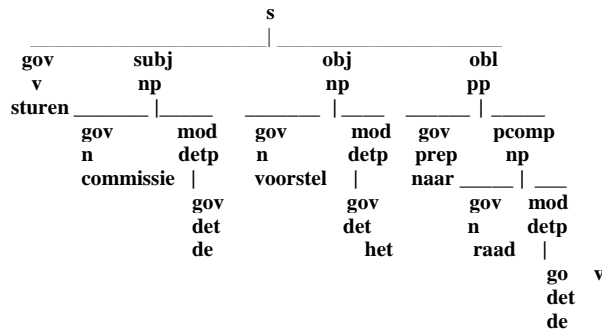 s
gov subj obj obl
v np np pp
sturen
gov mod gov mod gov pcomp
n detp n detp prep np
commissie voorstel naar
gov gov gov mod
det det n detp
de het raad
go v
det
de